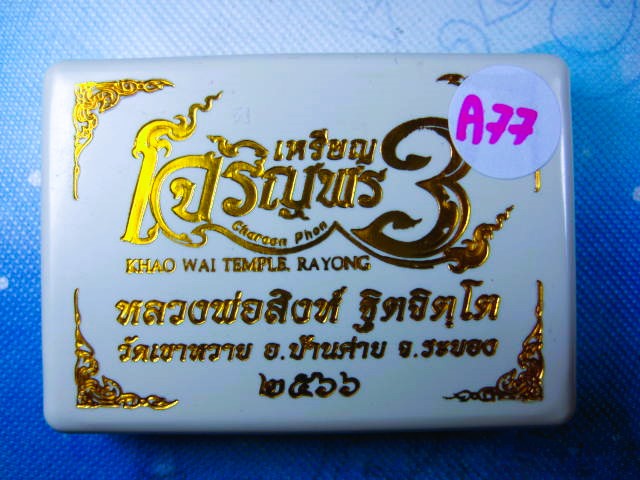 A77
เหรียญ
โจริญพร 3
Charoen Phon
KHAO WAI TEMPLE, RAYONG
หลวงพ่อสิงห์ ฐิตจิตฺโต
วัดเขาหวาย อ.บ้านค่าย จ.ระยอง
๒๕๖๖